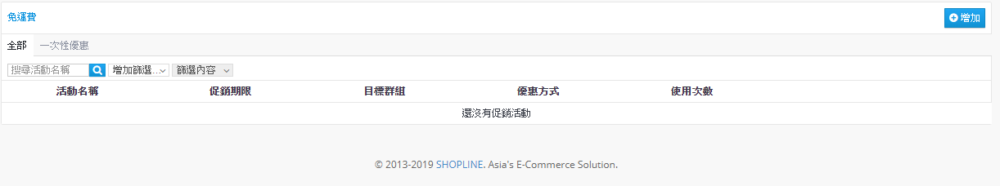 免運費
增加
全部 一次性優惠
搜尋活動名稱 增加篩選... 篩選內容
活動名稱 促銷期限 目標群組 優惠方式 使用次數
還沒有促銷活動
© 2013-2019 SHOPLINE. Asia's E-Commerce Solution.